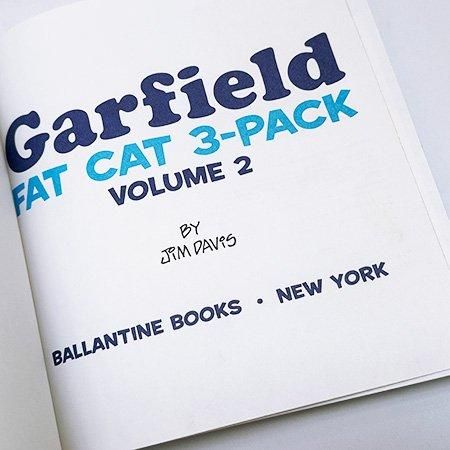 Garfield
FAT CAT 3-PACK
VOLUME 2
BY
JIM DAVIS
BALLANTINE BOOKS • NEW YORK